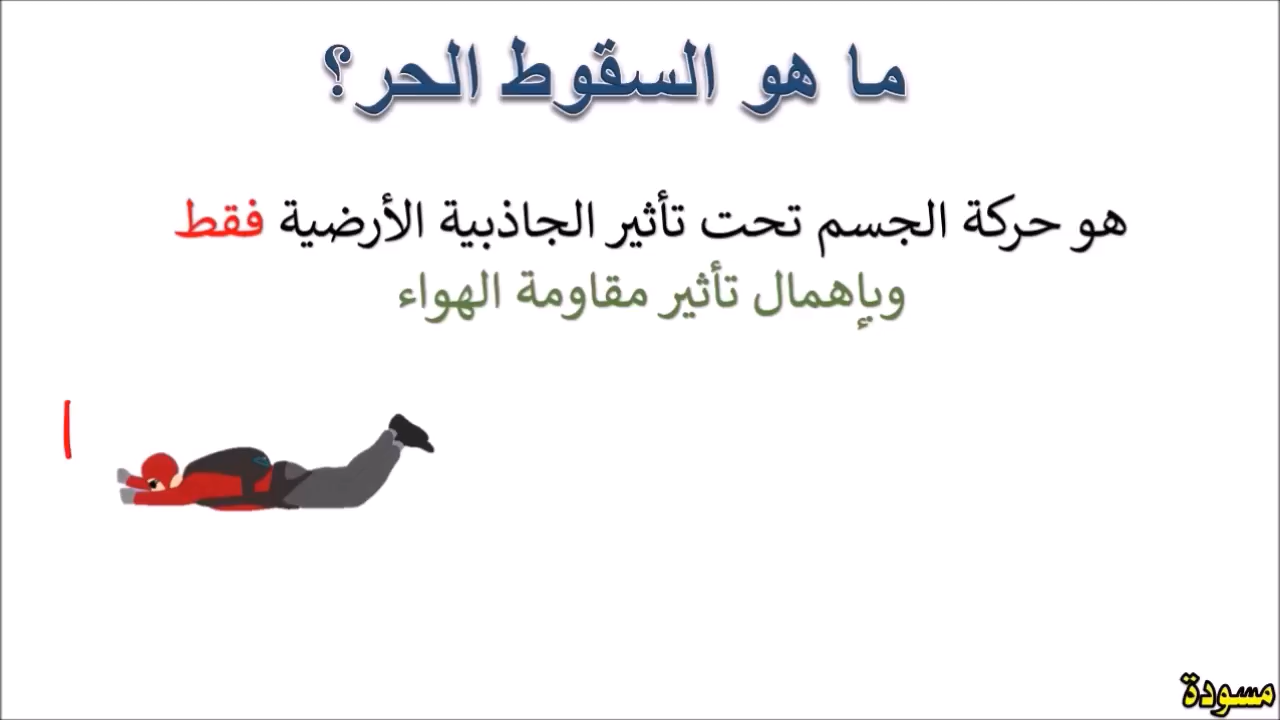 ما هو السقوط الحر؟
هو حركة الجسم تحت تأثير الجاذبية الأرضية فقط
وبإهمال تأثير مقاومة الهواء
مسودة